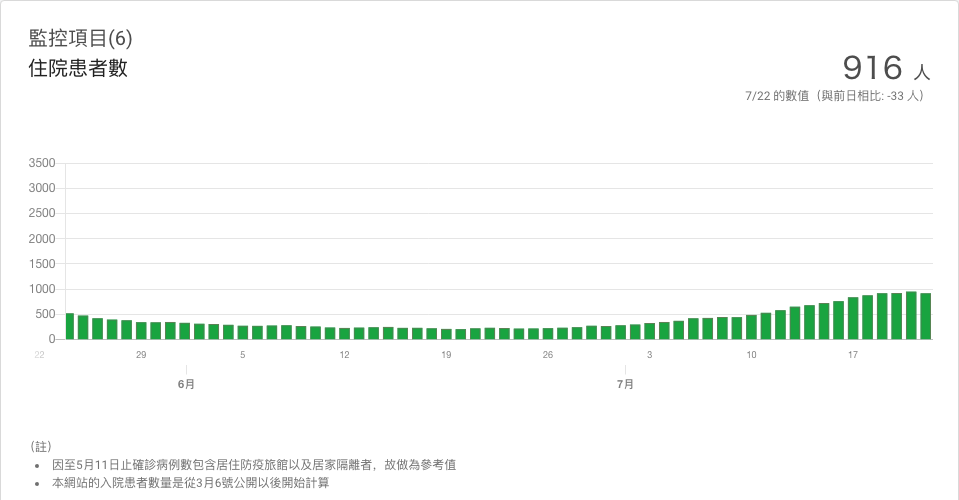 監控項目(6)
住院患者數
916 人
7/22 的數值（與前日相比: -33 人）
3500
3000
2500
2000
1500
1000
500
0
22 29 5 12 19 26 3 10 17
6月 7月
（註）
• 因至5月11日止確診病例數包含居住防疫旅館以及居家隔離者，故做為參考值
• 本網站的入院患者數量是從3月6號公開以後開始計算